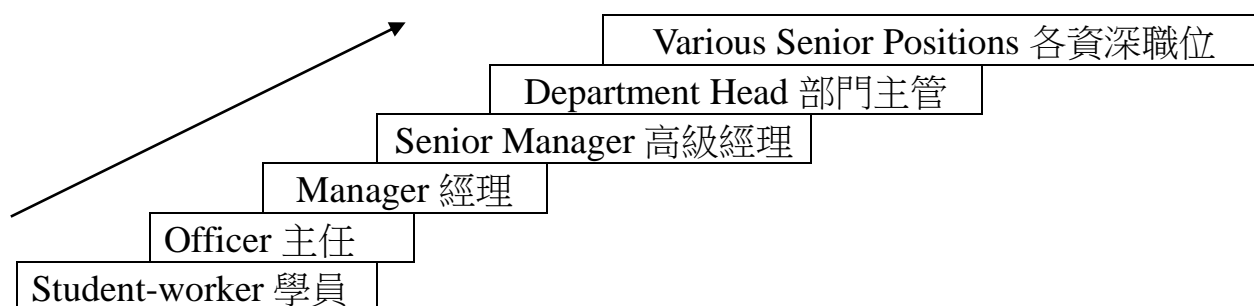 Various Senior Positions 各資深職位
Department Head 部門主管
Senior Manager 高級經理
Manager 經理
Officer 主任
Student-worker 學員